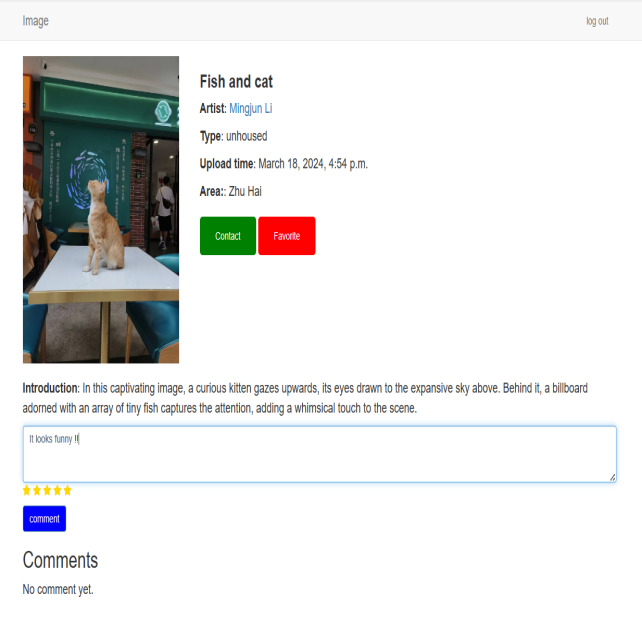 Image
log out
Fish and cat
Artist: Mingjun Li
Type: unhoused
Upload time: March 18, 2024, 4:54 p.m.
Area:: Zhu Hai
Contact
Favorite
Introduction: In this captivating image, a curious kitten gazes upwards, its eyes drawn to the expansive sky above. Behind it, a billboard
adorned with an array of tiny fish captures the attention, adding a whimsical touch to the scene.
It looks funny !!
comment
Comments
No comment yet.